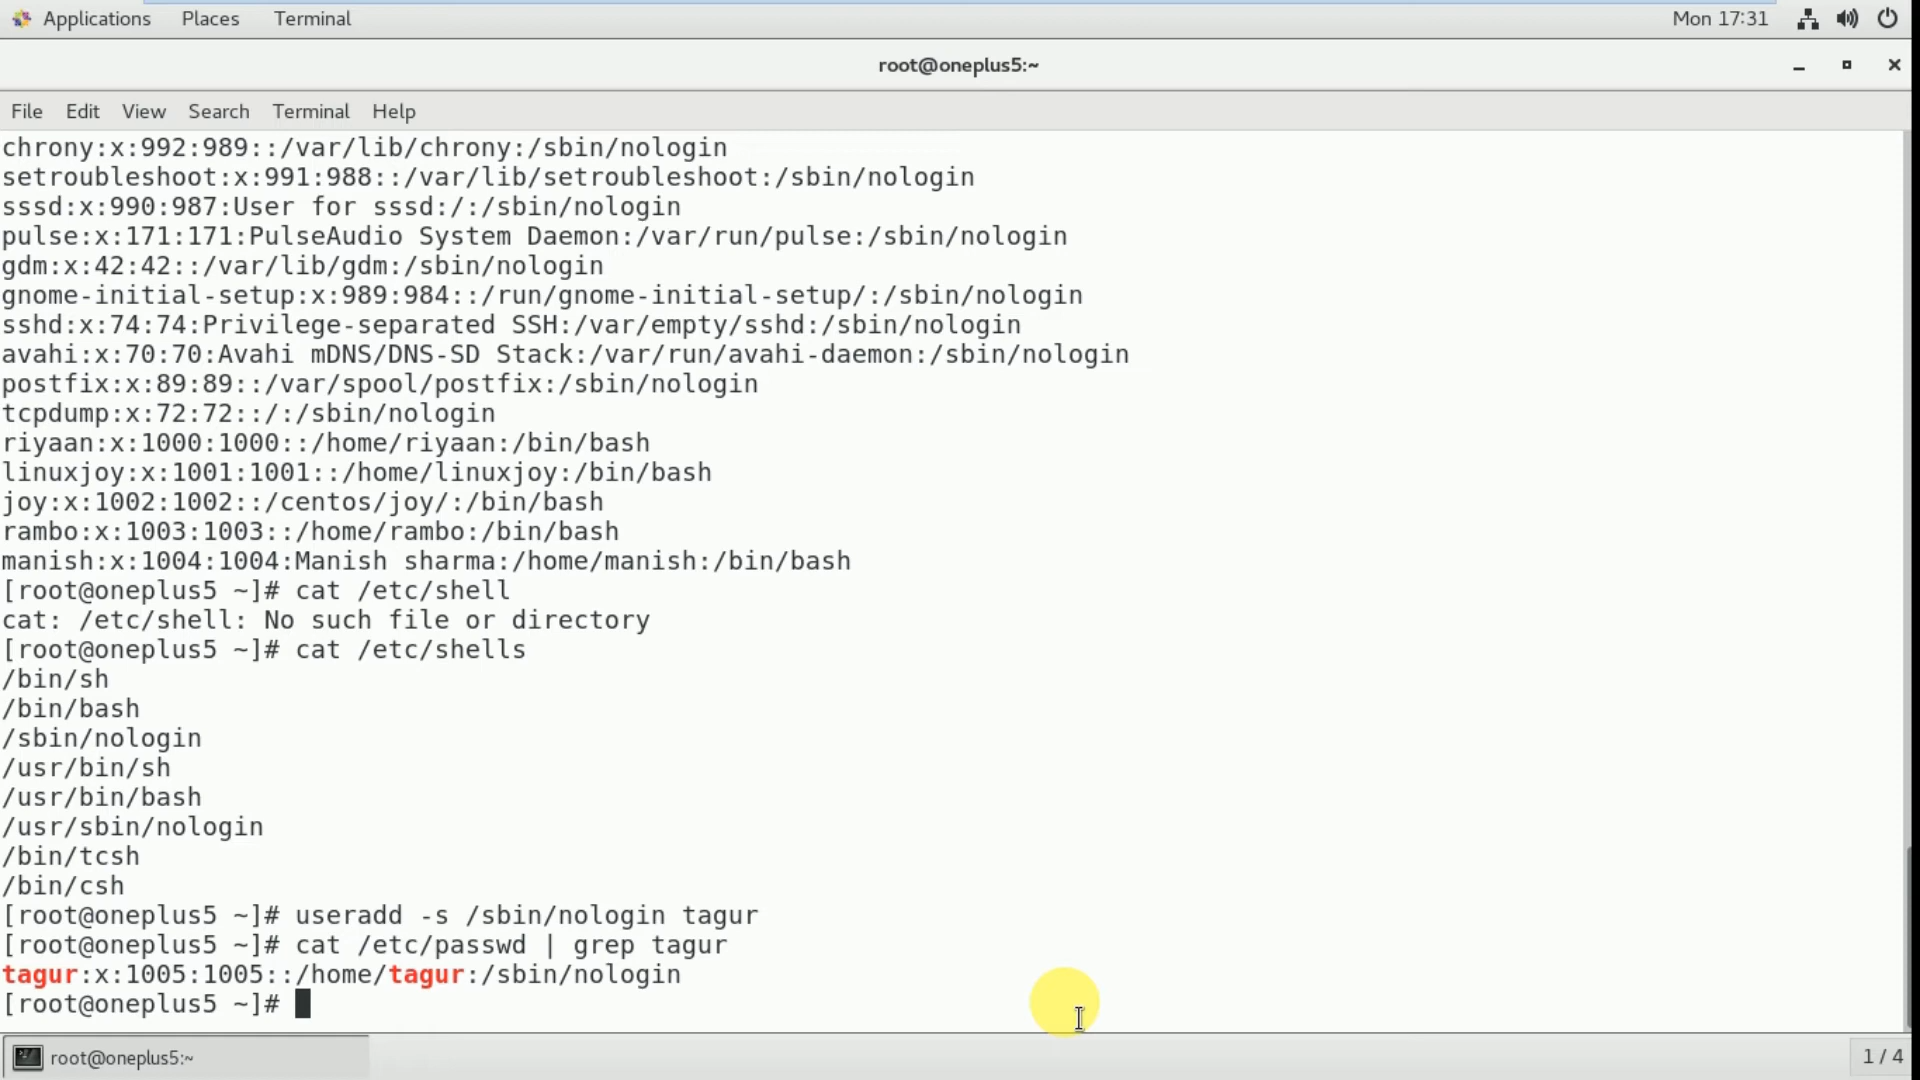 Applications Places Terminal Mon 17:31
root@oneplus5:~
File Edit View Search Terminal Help
chrony:x:992:989::/var/lib/chrony:/sbin/nologin
setroubleshoot:x:991:988::/var/lib/setroubleshoot:/sbin/nologin
sssd:x:990:987:User for sssd:/:/sbin/nologin
pulse:x:171:171:PulseAudio System Daemon:/var/run/pulse:/sbin/nologin
gdm:x:42:42::/var/lib/gdm:/sbin/nologin
gnome-initial-setup:x:989:984::/run/gnome-initial-setup/:/sbin/nologin
sshd:x:74:74:Privilege-separated SSH:/var/empty/sshd:/sbin/nologin
avahi:x:70:70:Avahi mDNS/DNS-SD Stack:/var/run/avahi-daemon:/sbin/nologin
postfix:x:89:89::/var/spool/postfix:/sbin/nologin
tcpdump:x:72:72::/:/sbin/nologin
riyaan:x:1000:1000::/home/riyaan:/bin/bash
linuxjoy:x:1001:1001::/home/linuxjoy:/bin/bash
joy:x:1002:1002::/centos/joy/:/bin/bash
rambo:x:1003:1003::/home/rambo:/bin/bash
manish:x:1004:1004:Manish sharma:/home/manish:/bin/bash
[root@oneplus5 ~]# cat /etc/shell
cat: /etc/shell: No such file or directory
[root@oneplus5 ~]# cat /etc/shells
/bin/sh
/bin/bash
/sbin/nologin
/usr/bin/sh
/usr/bin/bash
/usr/sbin/nologin
/bin/tcsh
/bin/csh
[root@oneplus5 ~]# useradd -s /sbin/nologin tagur
[root@oneplus5 ~]# cat /etc/passwd | grep tagur
tagur:x:1005:1005::/home/tagur:/sbin/nologin
[root@oneplus5 ~]#
root@oneplus5:~ 1 / 4